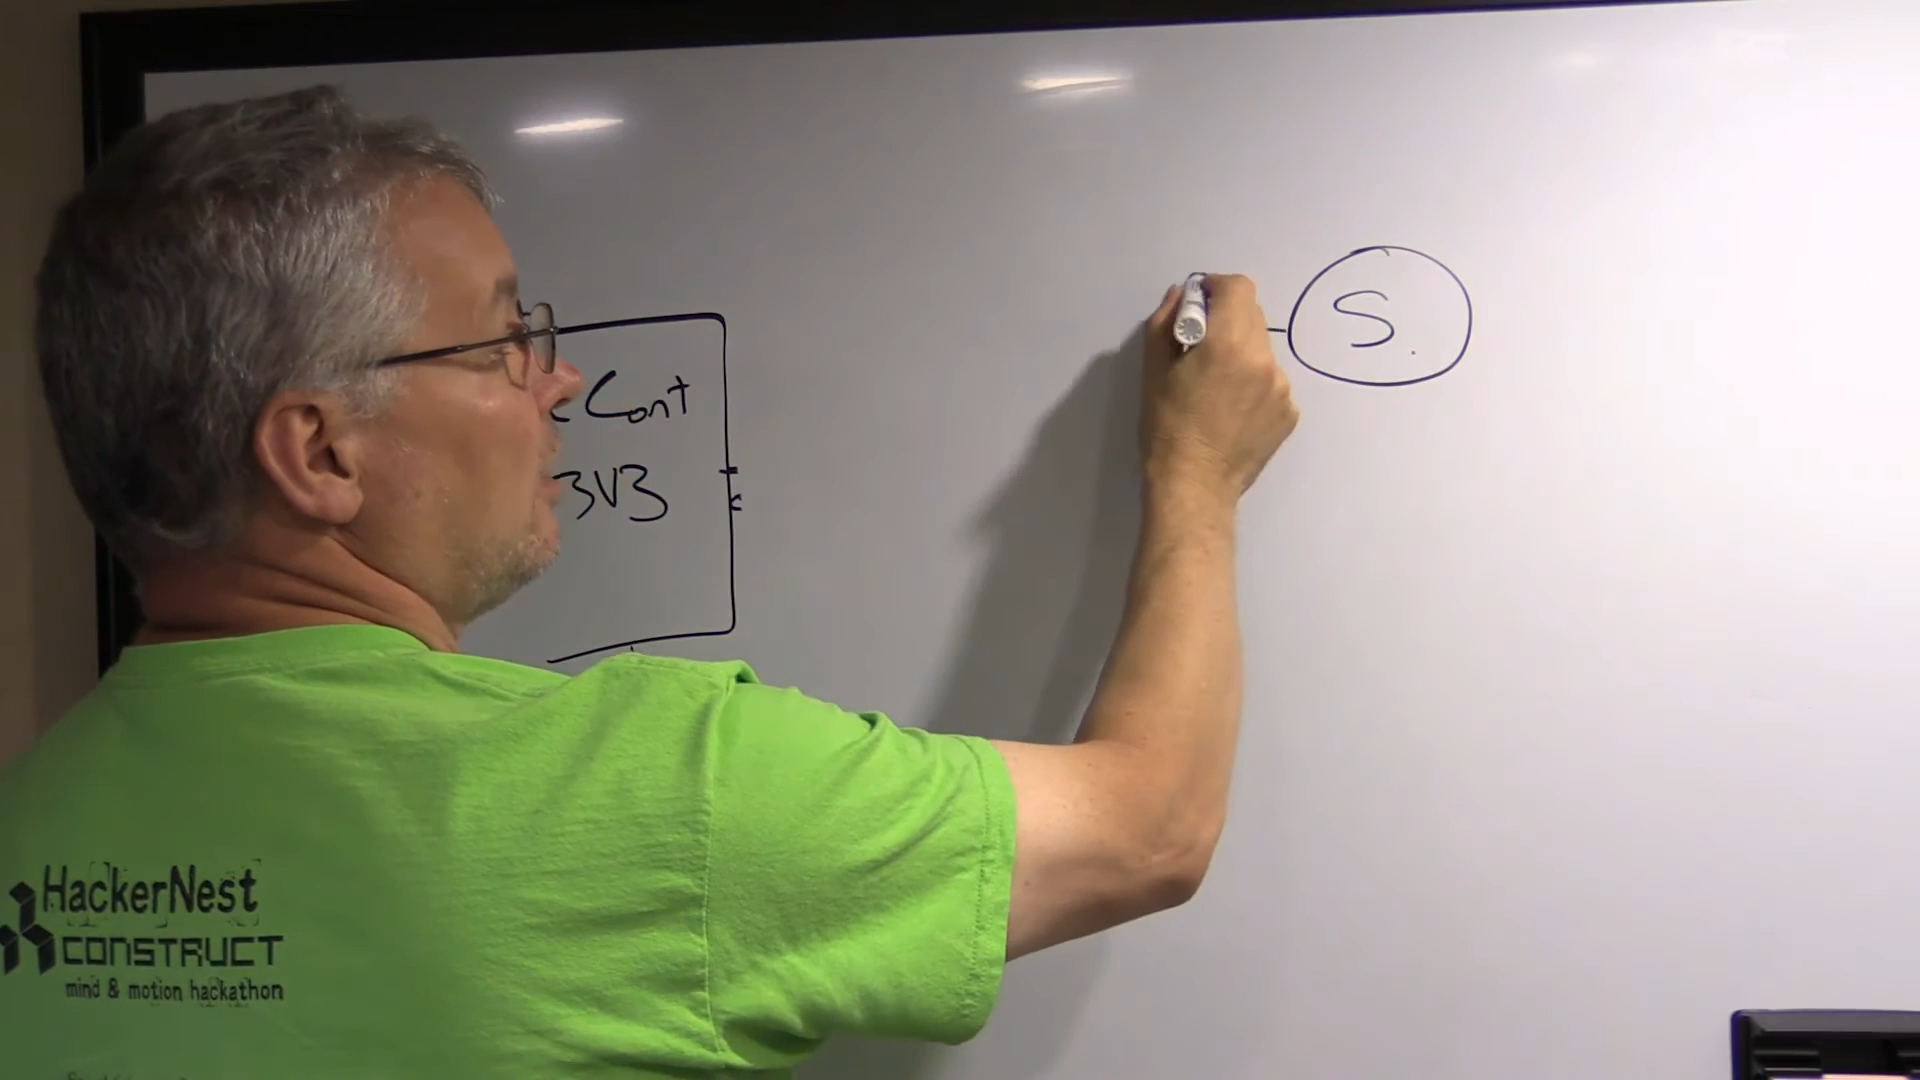 Cont
3V3
S.
HackerNest
CONSTRUCT
mind & motion hackathon